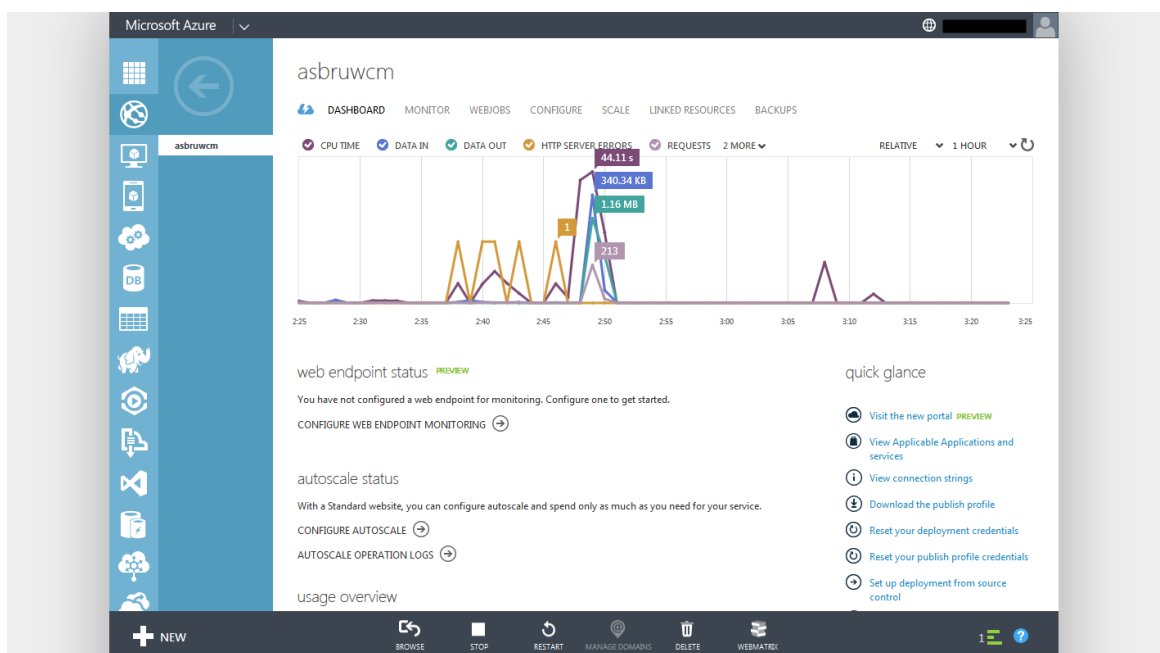 Microsoft Azure
asbruwcm
DASHBOARD MONITOR WEBJOBS CONFIGURE SCALE LINKED RESOURCES BACKUPS
asbruwcm
CPU TIME DATA IN DATA OUT HTTP SERVER ERRORS REQUESTS 2 MORE RELATIVE 1 HOUR
44.11 s
340.34 KB
1.16 MB
1
213
2:25 2:30 2:35 2:40 2:45 2:50 2:55 3:00 3:05 3:10 3:15 3:20 3:25
web endpoint status PREVIEW
You have not configured a web endpoint for monitoring. Configure one to get started.
CONFIGURE WEB ENDPOINT MONITORING
autoscale status
With a Standard website, you can configure autoscale and spend only as much as you need for your service.
CONFIGURE AUTOSCALE
AUTOSCALE OPERATION LOGS
usage overview
quick glance
Visit the new portal PREVIEW
View Applicable Applications and
services
View connection strings
Download the publish profile
Reset your deployment credentials
Reset your publish profile credentials
Set up deployment from source
control
DB
NEW
BROWSE STOP RESTART MANAGE DOMAINS DELETE WEBMATRIX
1 ?